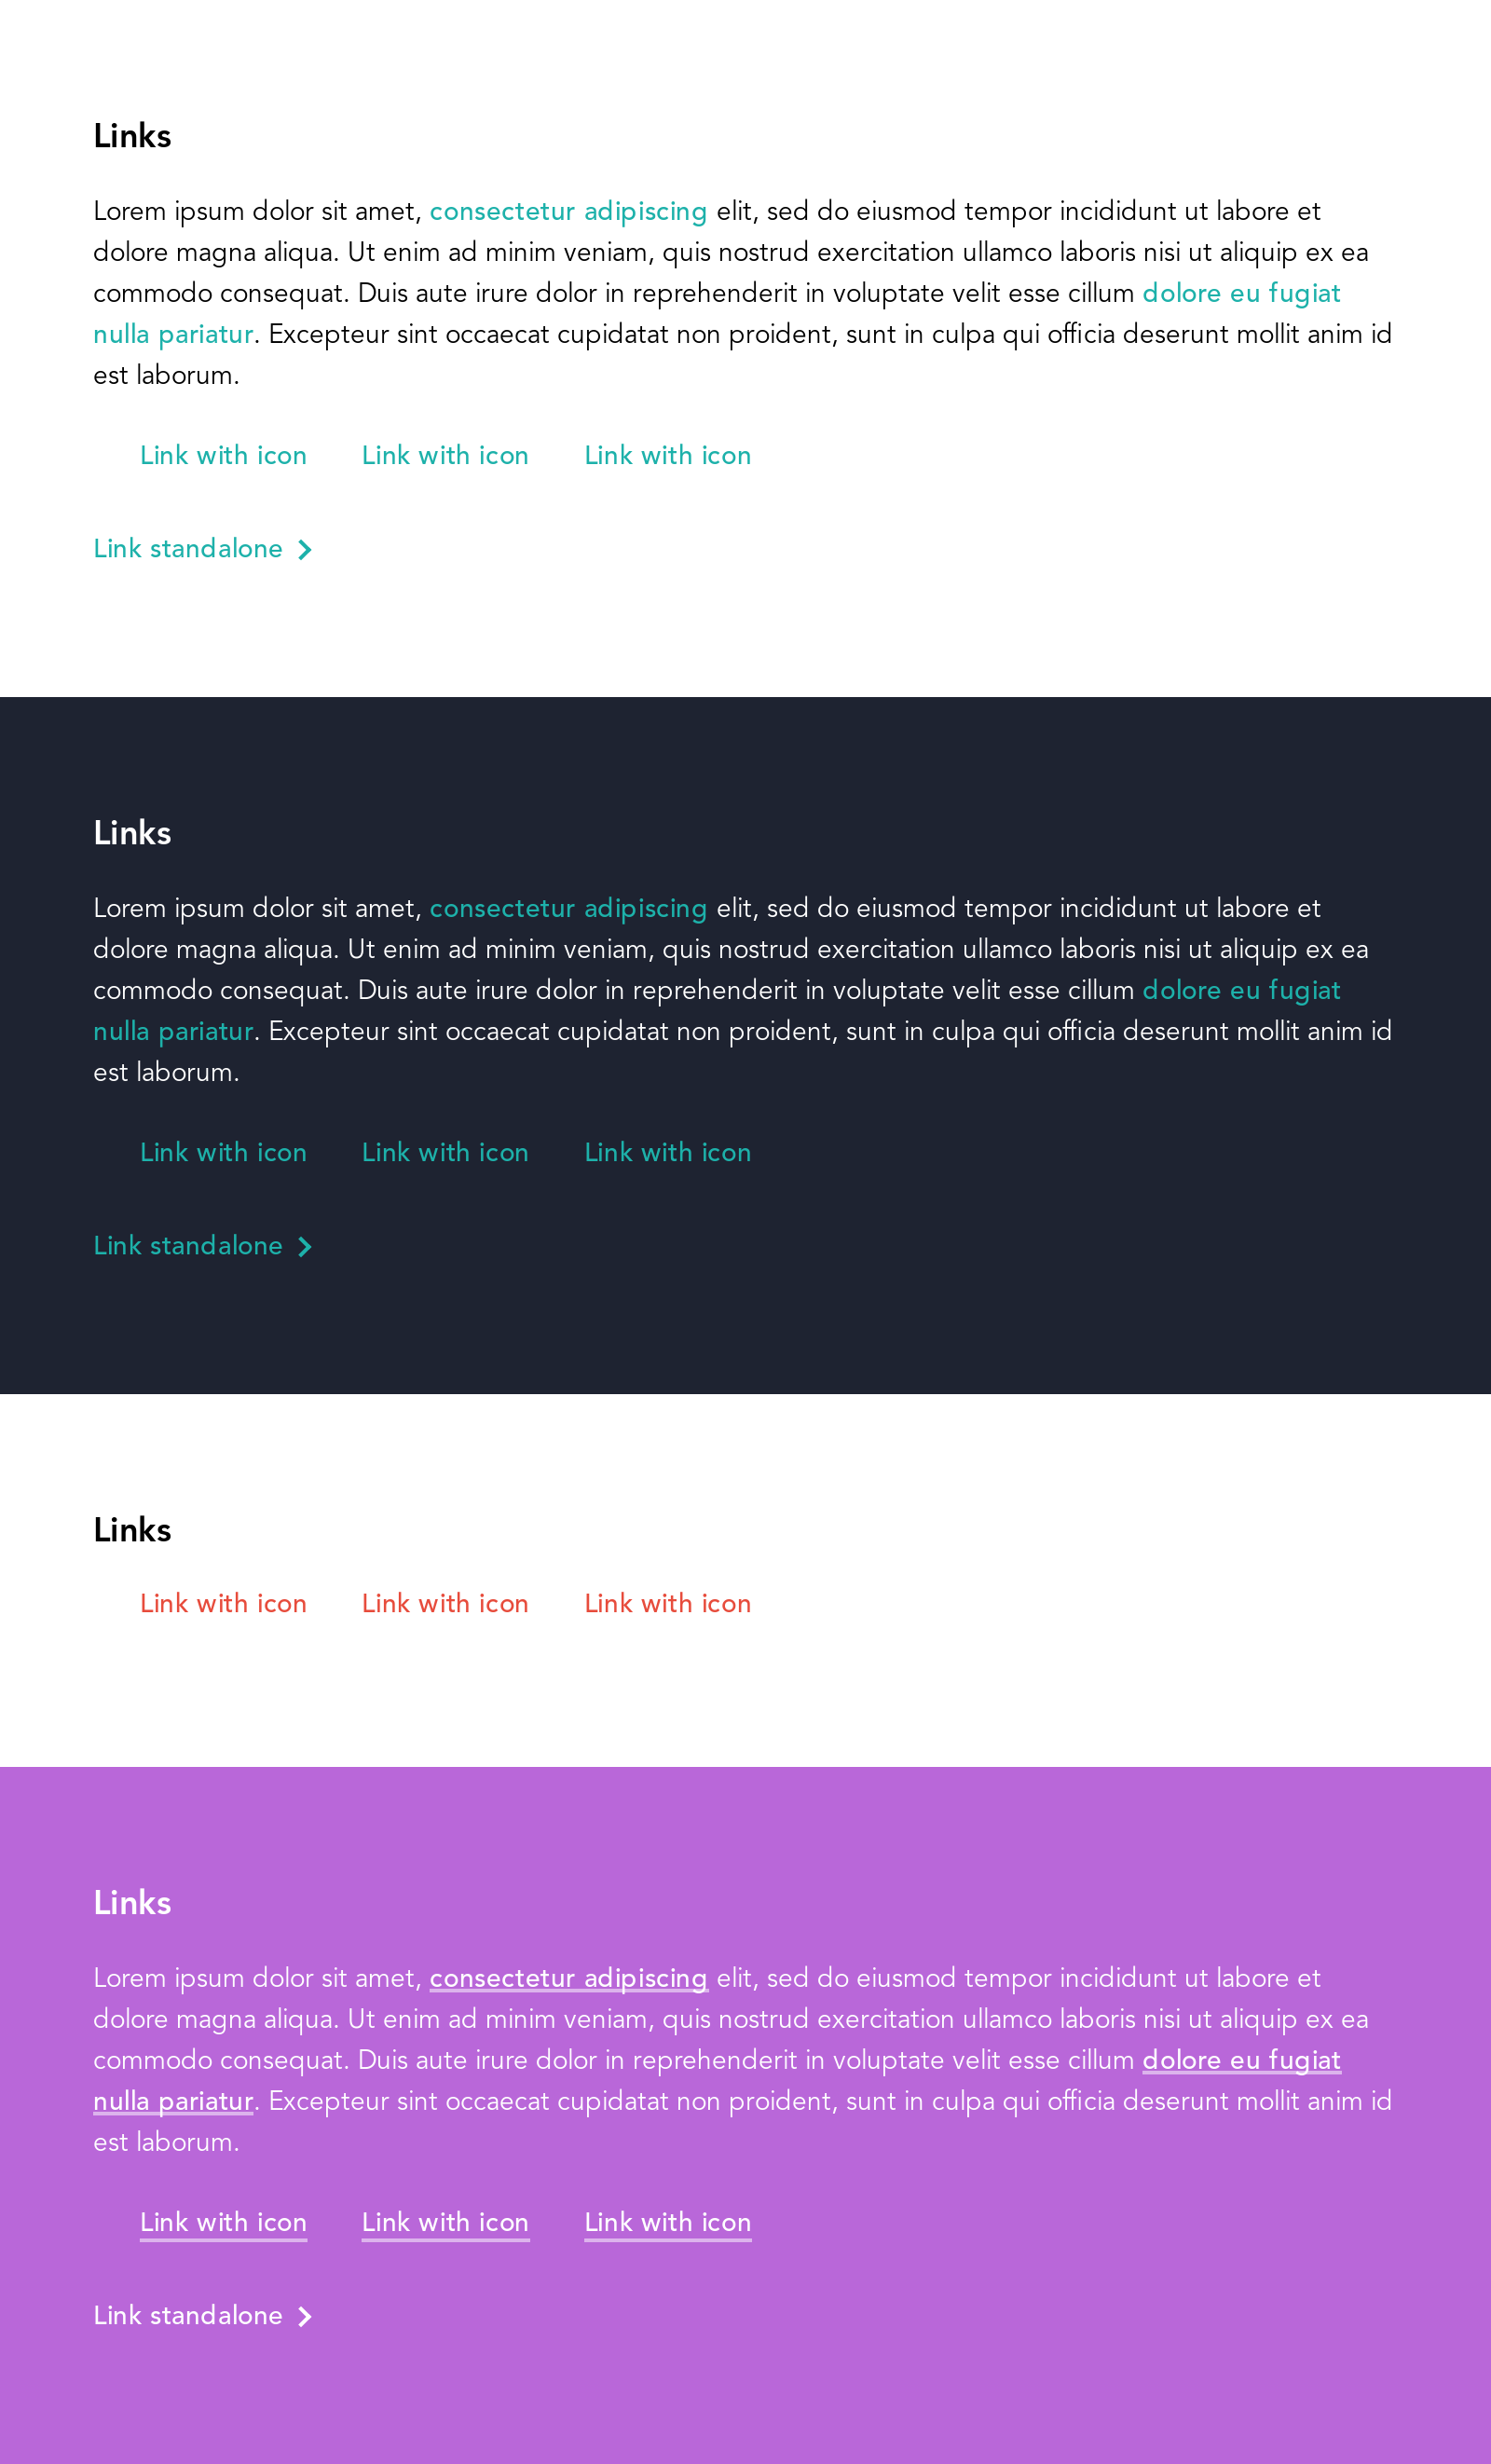 Links
Lorem ipsum dolor sit amet, consectetur adipiscing elit, sed do eiusmod tempor incididunt ut labore et
dolore magna aliqua. Ut enim ad minim veniam, quis nostrud exercitation ullamco laboris nisi ut aliquip ex ea
commodo consequat. Duis aute irure dolor in reprehenderit in voluptate velit esse cillum dolore eu fugiat
nulla pariatur. Excepteur sint occaecat cupidatat non proident, sunt in culpa qui officia deserunt mollit anim id
est laborum.
Link with icon Link with icon Link with icon
Link standalone
Links
Lorem ipsum dolor sit amet, consectetur adipiscing elit, sed do eiusmod tempor incididunt ut labore et
dolore magna aliqua. Ut enim ad minim veniam, quis nostrud exercitation ullamco laboris nisi ut aliquip ex ea
commodo consequat. Duis aute irure dolor in reprehenderit in voluptate velit esse cillum dolore eu fugiat
nulla pariatur. Excepteur sint occaecat cupidatat non proident, sunt in culpa qui officia deserunt mollit anim id
est laborum.
Link with icon Link with icon Link with icon
Link standalone
Links
Link with icon Link with icon Link with icon
Links
Lorem ipsum dolor sit amet, consectetur adipiscing elit, sed do eiusmod tempor incididunt ut labore et
dolore magna aliqua. Ut enim ad minim veniam, quis nostrud exercitation ullamco laboris nisi ut aliquip ex ea
commodo consequat. Duis aute irure dolor in reprehenderit in voluptate velit esse cillum dolore eu fugiat
nulla pariatur. Excepteur sint occaecat cupidatat non proident, sunt in culpa qui officia deserunt mollit anim id
est laborum.
Link with icon Link with icon Link with icon
Link standalone